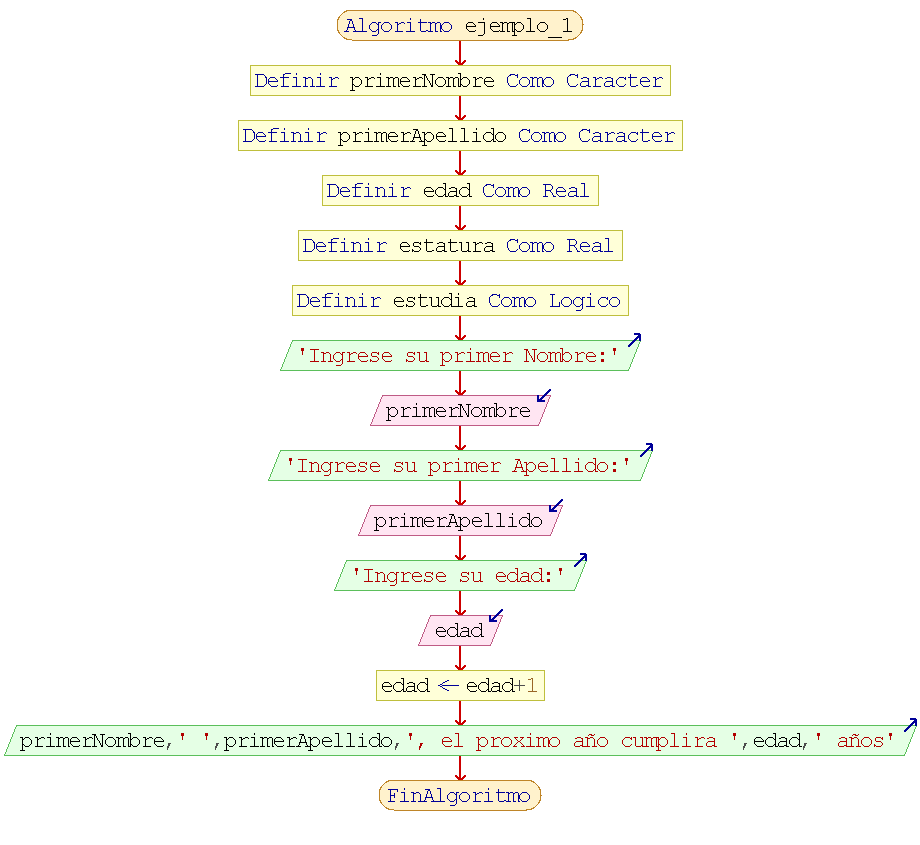 Algoritmo ejemplo_1
Definir primerNombre Como Caracter
Definir primerApellido Como Caracter
Definir edad Como Real
Definir estatura Como Real
Definir estudia Como Logico
'Ingrese su primer Nombre:'
primerNombre
'Ingrese su primer Apellido:'
primerApellido
'Ingrese su edad:'
edad
edad ← edad+1
primerNombre,' ',primerApellido,', el proximo año cumplira ',edad,' años'
FinAlgoritmo